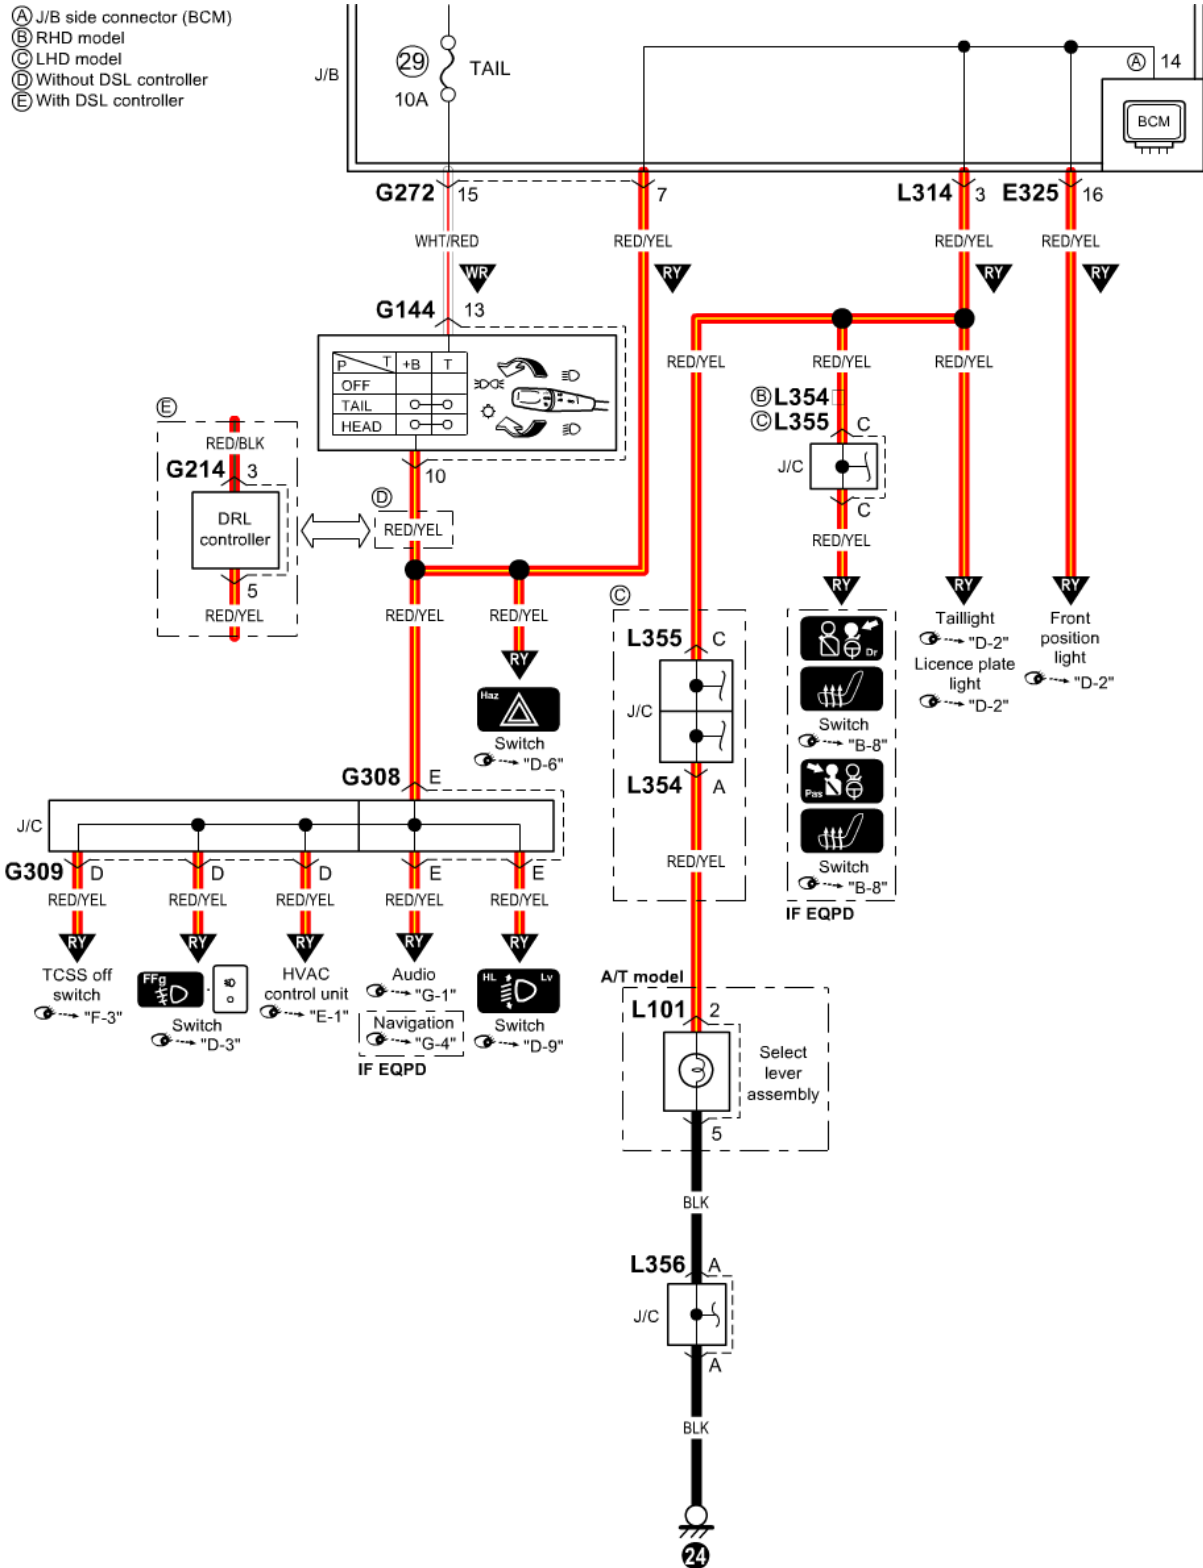 Ⓐ J/B side connector (BCM)
Ⓑ RHD model
Ⓒ LHD model
Ⓓ Without DSL controller
Ⓔ With DSL controller
J/B
29
TAIL
10A
Ⓐ 14
BCM
G272 15
7
L314 3
E325 16
WHT/RED
RED/YEL
RED/YEL
RED/YEL
WR
RY
RY
RY
G144 13
P T +B T
OFF
TAIL
HEAD
10
RED/YEL
RED/YEL
RED/YEL
Ⓑ L354
Ⓒ L355 C
J/C
C
RED/YEL
RY
Ⓔ
RED/BLK
G214 3
DRL
controller
5
RED/YEL
Ⓓ
RED/YEL
RED/YEL
RED/YEL
RY
Haz
Switch
"D-6"
Ⓒ
L355 C
J/C
L354 A
RED/YEL
Dr
Switch
"B-8"
Pas
Switch
"B-8"
IF EQPD
RY
Taillight
"D-2"
Licence plate
light
"D-2"
RY
Front
position
light
"D-2"
G308 E
J/C
G309 D
D
D
E
E
RED/YEL
RED/YEL
RED/YEL
RED/YEL
RED/YEL
RY
RY
RY
RY
RY
TCSS off
switch
"F-3"
FFg
Switch
"D-3"
HVAC
control unit
"E-1"
Audio
"G-1"
Navigation
"G-4"
IF EQPD
HL Lv
Switch
"D-9"
A/T model
L101 2
Select
lever
assembly
5
BLK
L356 A
J/C
A
BLK
24